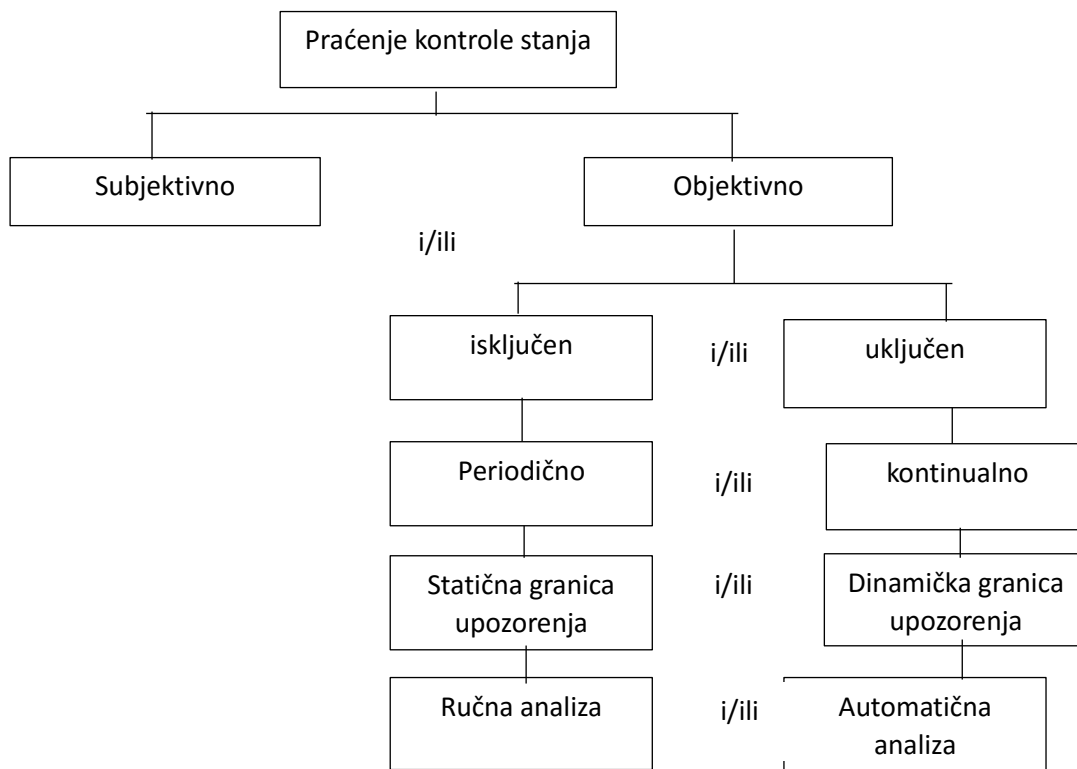 Praćenje kontrole stanja
Subjektivno
Objektivno
i/ili
isključen
i/ili
uključen
Periodično
i/ili
kontinualno
Statična granica
upozorenja
i/ili
Dinamička granica
upozorenja
Ručna analiza
i/ili
Automatična
analiza